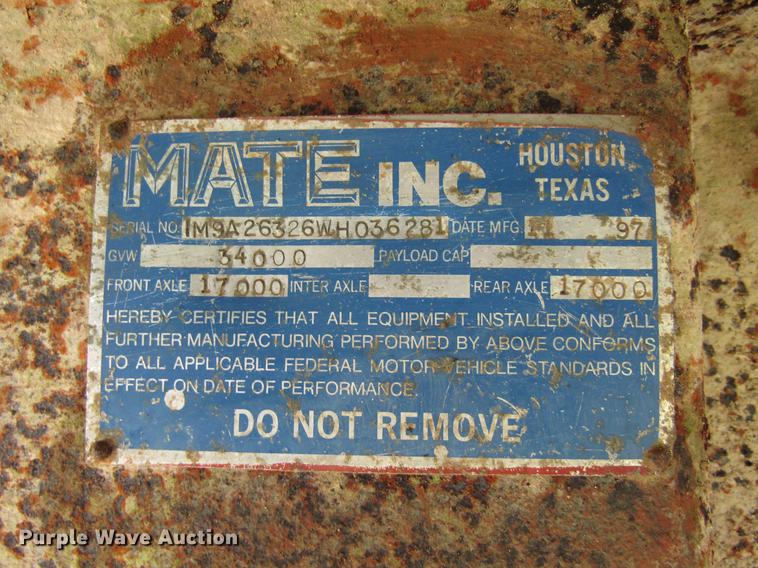 MATE INC. HOUSTON TEXAS
SERIAL NO. 1M9A26326WH036281 DATE MFG. 97
GVW 34000 PAYLOAD CAP
FRONT AXLE 17000 INTER AXLE REAR AXLE 17000
HEREBY CERTIFIES THAT ALL EQUIPMENT INSTALLED AND ALL
FURTHER MANUFACTURING PERFORMED BY ABOVE CONFORMS
TO ALL APPLICABLE FEDERAL MOTOR VEHICLE STANDARDS IN
EFFECT ON DATE OF PERFORMANCE.
DO NOT REMOVE
Purple Wave Auction